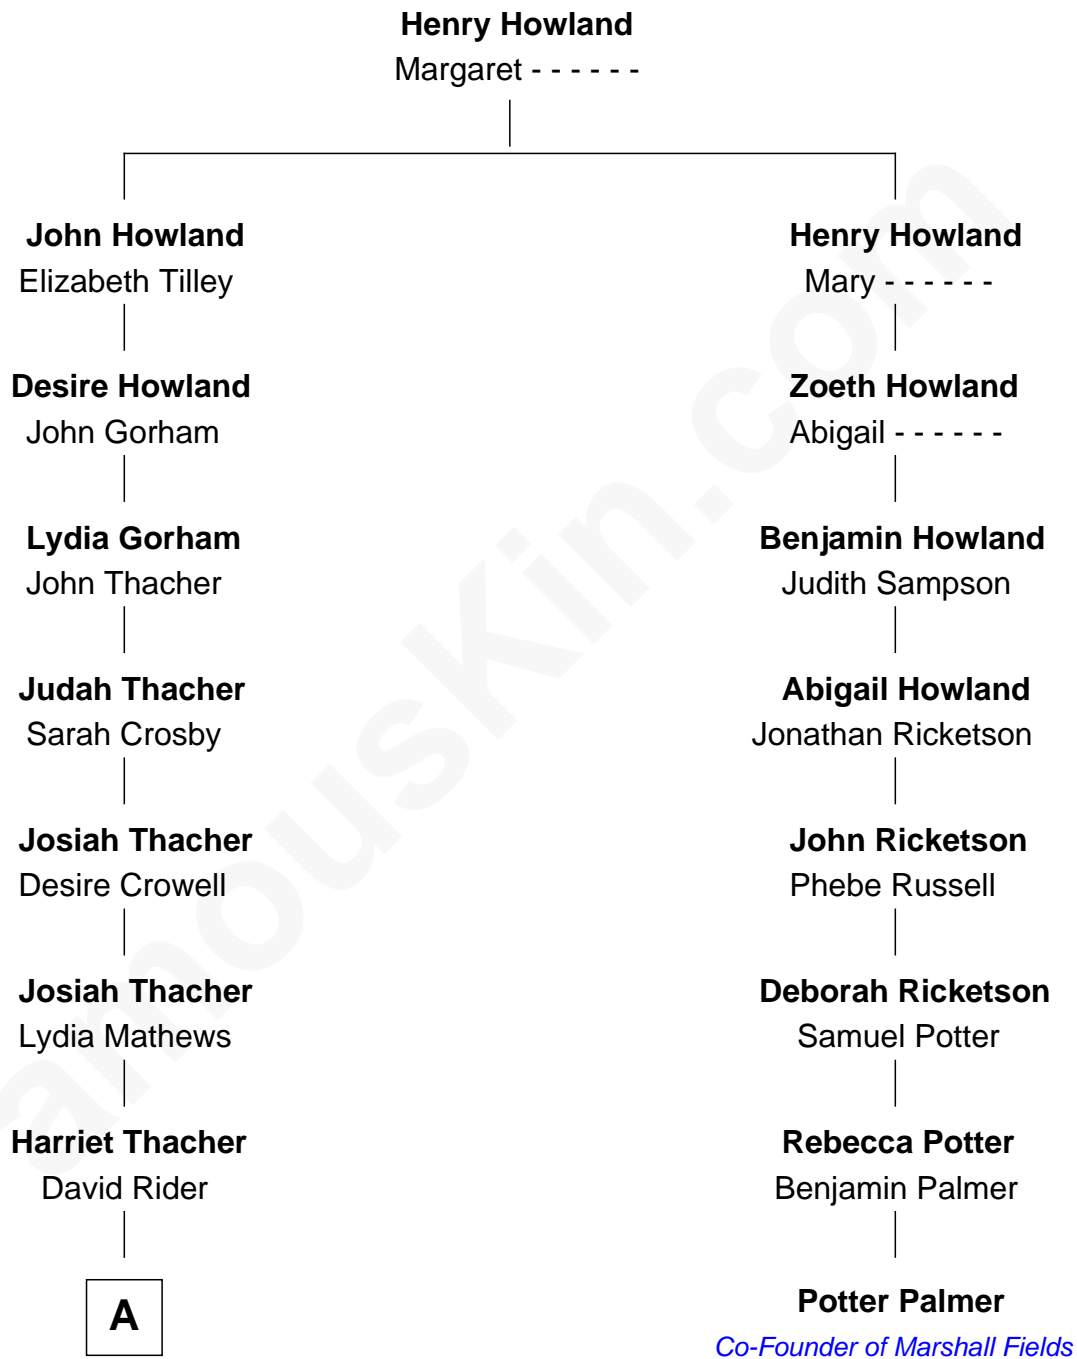 Henry Howland
Margaret - - - - - -
John Howland
Elizabeth Tilley
Henry Howland
Mary - - - - - -
Desire Howland
John Gorham
Zoeth Howland
Abigail - - - - - -
Lydia Gorham
John Thacher
Benjamin Howland
Judith Sampson
Judah Thacher
Sarah Crosby
Abigail Howland
Jonathan Ricketson
Josiah Thacher
Desire Crowell
John Ricketson
Phebe Russell
Josiah Thacher
Lydia Mathews
Deborah Ricketson
Samuel Potter
Harriet Thacher
David Rider
Rebecca Potter
Benjamin Palmer
A
Potter Palmer
Co-Founder of Marshall Fields
amousKin.com